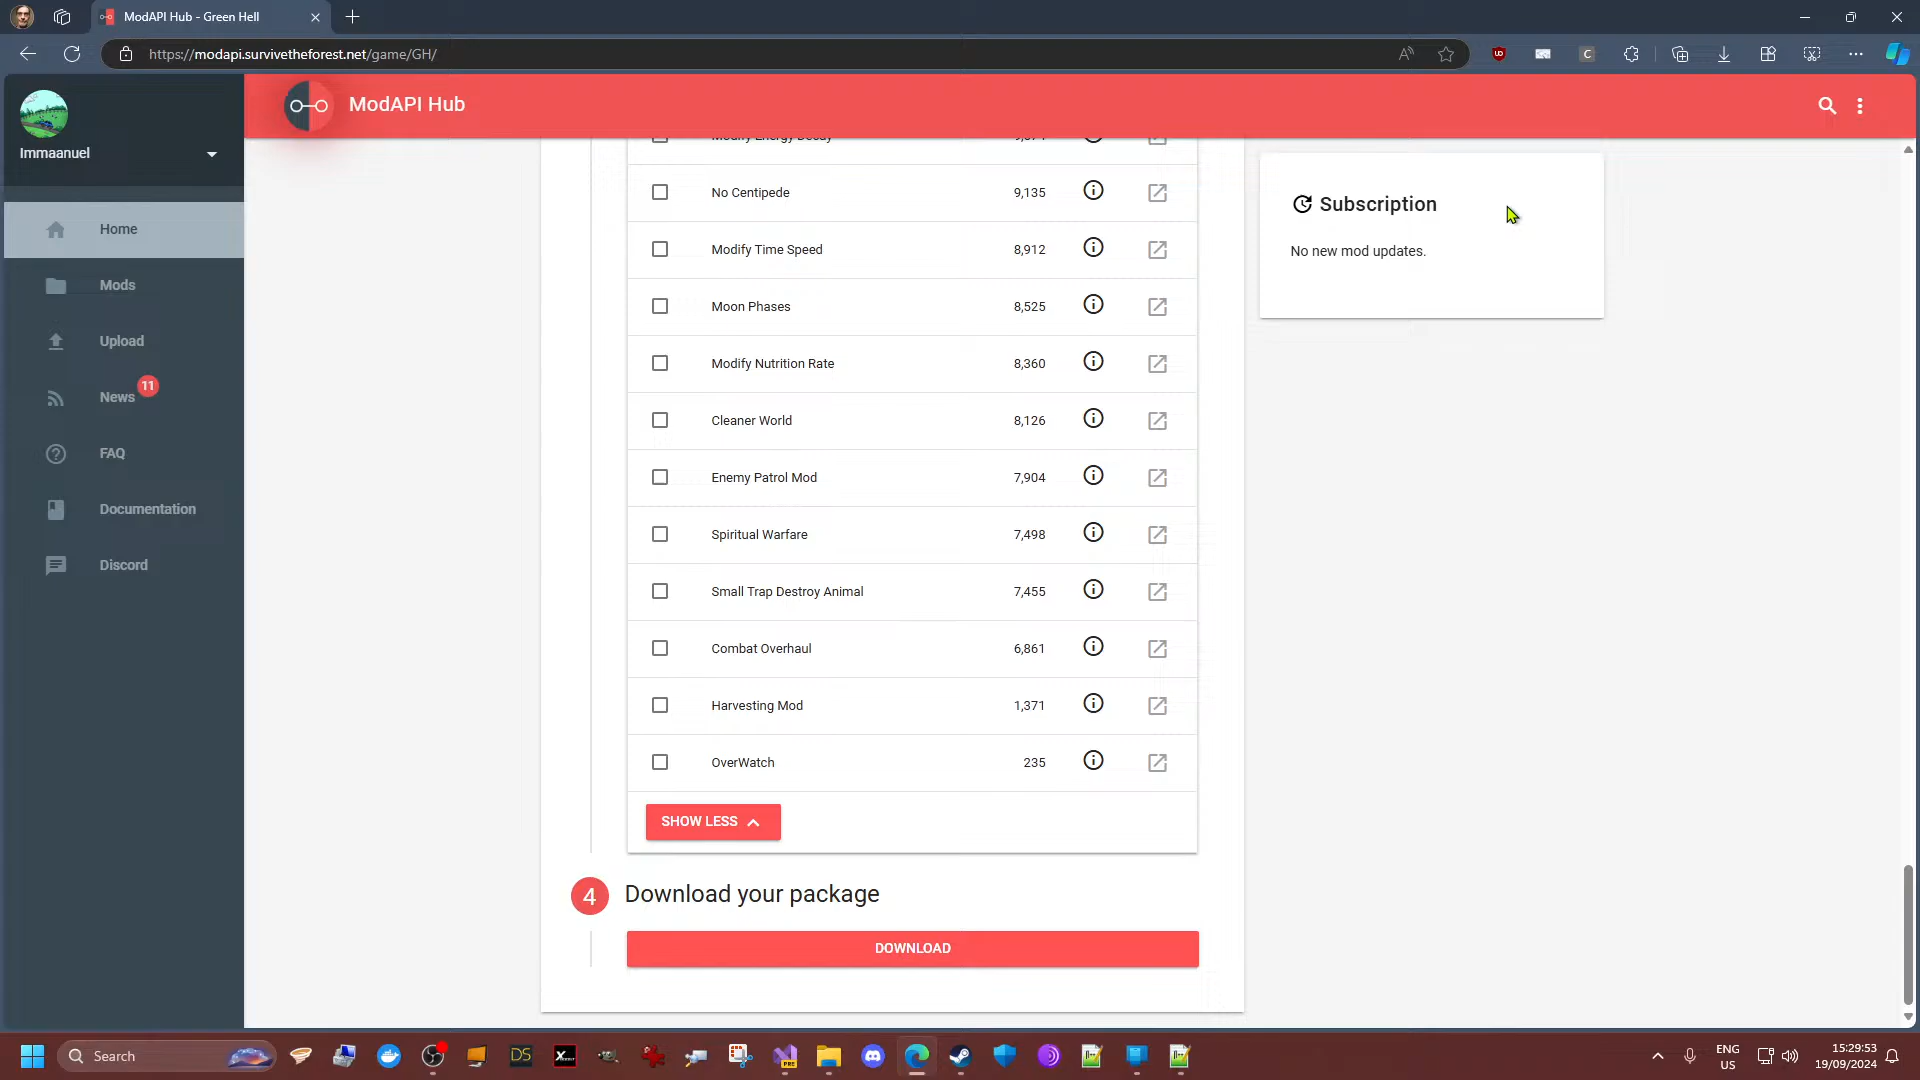 ModAPI Hub - Green Hell
https://modapi.survivetheforest.net/game/GH/
Immaanuel
Home
Mods
Upload
News 11
FAQ
Documentation
Discord
ModAPI Hub
Modify Energy Decay
No Centipede 9,135
Modify Time Speed 8,912
Moon Phases 8,525
Modify Nutrition Rate 8,360
Cleaner World 8,126
Enemy Patrol Mod 7,904
Spiritual Warfare 7,498
Small Trap Destroy Animal 7,455
Combat Overhaul 6,861
Harvesting Mod 1,371
OverWatch 235
SHOW LESS
4 Download your package
DOWNLOAD
Subscription
No new mod updates.
Search
ENG
US
15:29:53
19/09/2024